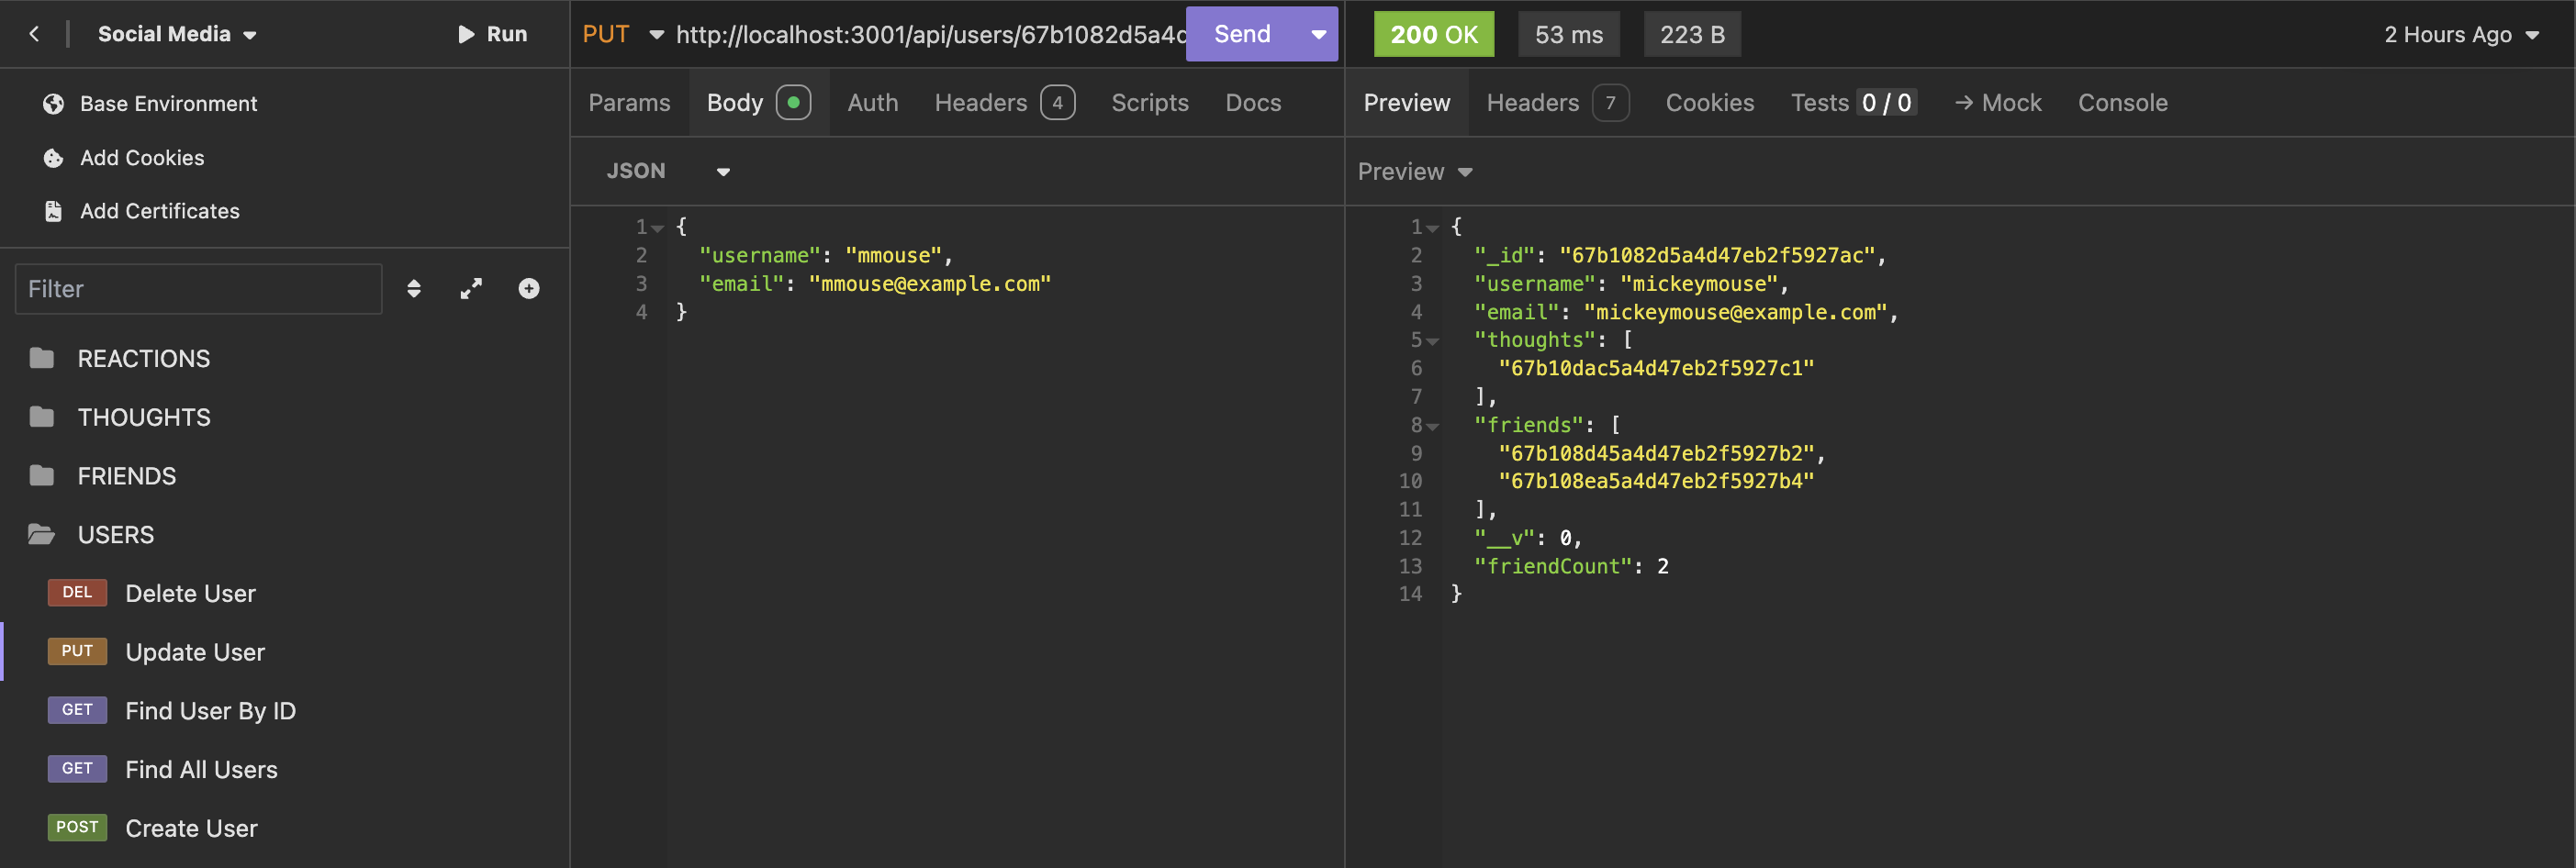 Social Media
Run
Base Environment
Add Cookies
Add Certificates
Filter
REACTIONS
THOUGHTS
FRIENDS
USERS
DEL Delete User
PUT Update User
GET Find User By ID
GET Find All Users
POST Create User
PUT http://localhost:3001/api/users/67b1082d5a4d Send
Params Body Auth Headers 4 Scripts Docs
JSON
1 {
2 "username": "mmouse",
3 "email": "mmouse@example.com"
4 }
200 OK 53 ms 223 B 2 Hours Ago
Preview Headers 7 Cookies Tests 0 / 0 → Mock Console
Preview
1 {
2 "_id": "67b1082d5a4d47eb2f5927ac",
3 "username": "mickeymouse",
4 "email": "mickeymouse@example.com",
5 "thoughts": [
6 "67b10dac5a4d47eb2f5927c1"
7 ],
8 "friends": [
9 "67b108d45a4d47eb2f5927b2",
10 "67b108ea5a4d47eb2f5927b4"
11 ],
12 "__v": 0,
13 "friendCount": 2
14 }